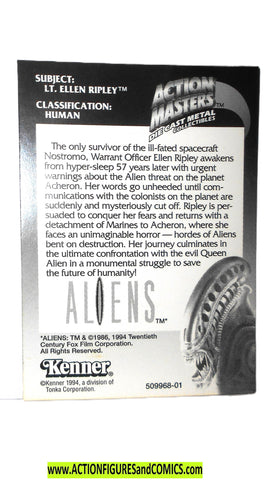 SUBJECT:
LT. ELLEN RIPLEY™
CLASSIFICATION:
HUMAN
ACTION
MASTERS™
DIE CAST METAL
COLLECTIBLES
The only survivor of the ill-fated spacecraft
Nostromo, Warrant Officer Ellen Ripley awakens
from hyper-sleep 57 years later with urgent
warnings about the Alien threat on the planet
Acheron. Her words go unheeded until com-
munications with the colonists on the planet are
suddenly and mysteriously cut off. Ripley is per-
suaded to conquer her fears and returns with a
detachment of Marines to Acheron, where she
faces an unimaginable horror — hordes of Aliens
bent on destruction. Her journey culminates in
the ultimate confrontation with the evil Queen
Alien in a monumental struggle to save
the future of humanity!
ALIENS
TM*
*ALIENS: TM & ©1986, 1994 Twentieth
Century Fox Film Corporation.
All Rights Reserved.
Kenner
©Kenner 1994, a division of
Tonka Corporation.
509968-01
www.ACTIONFIGURESandCOMICS.com